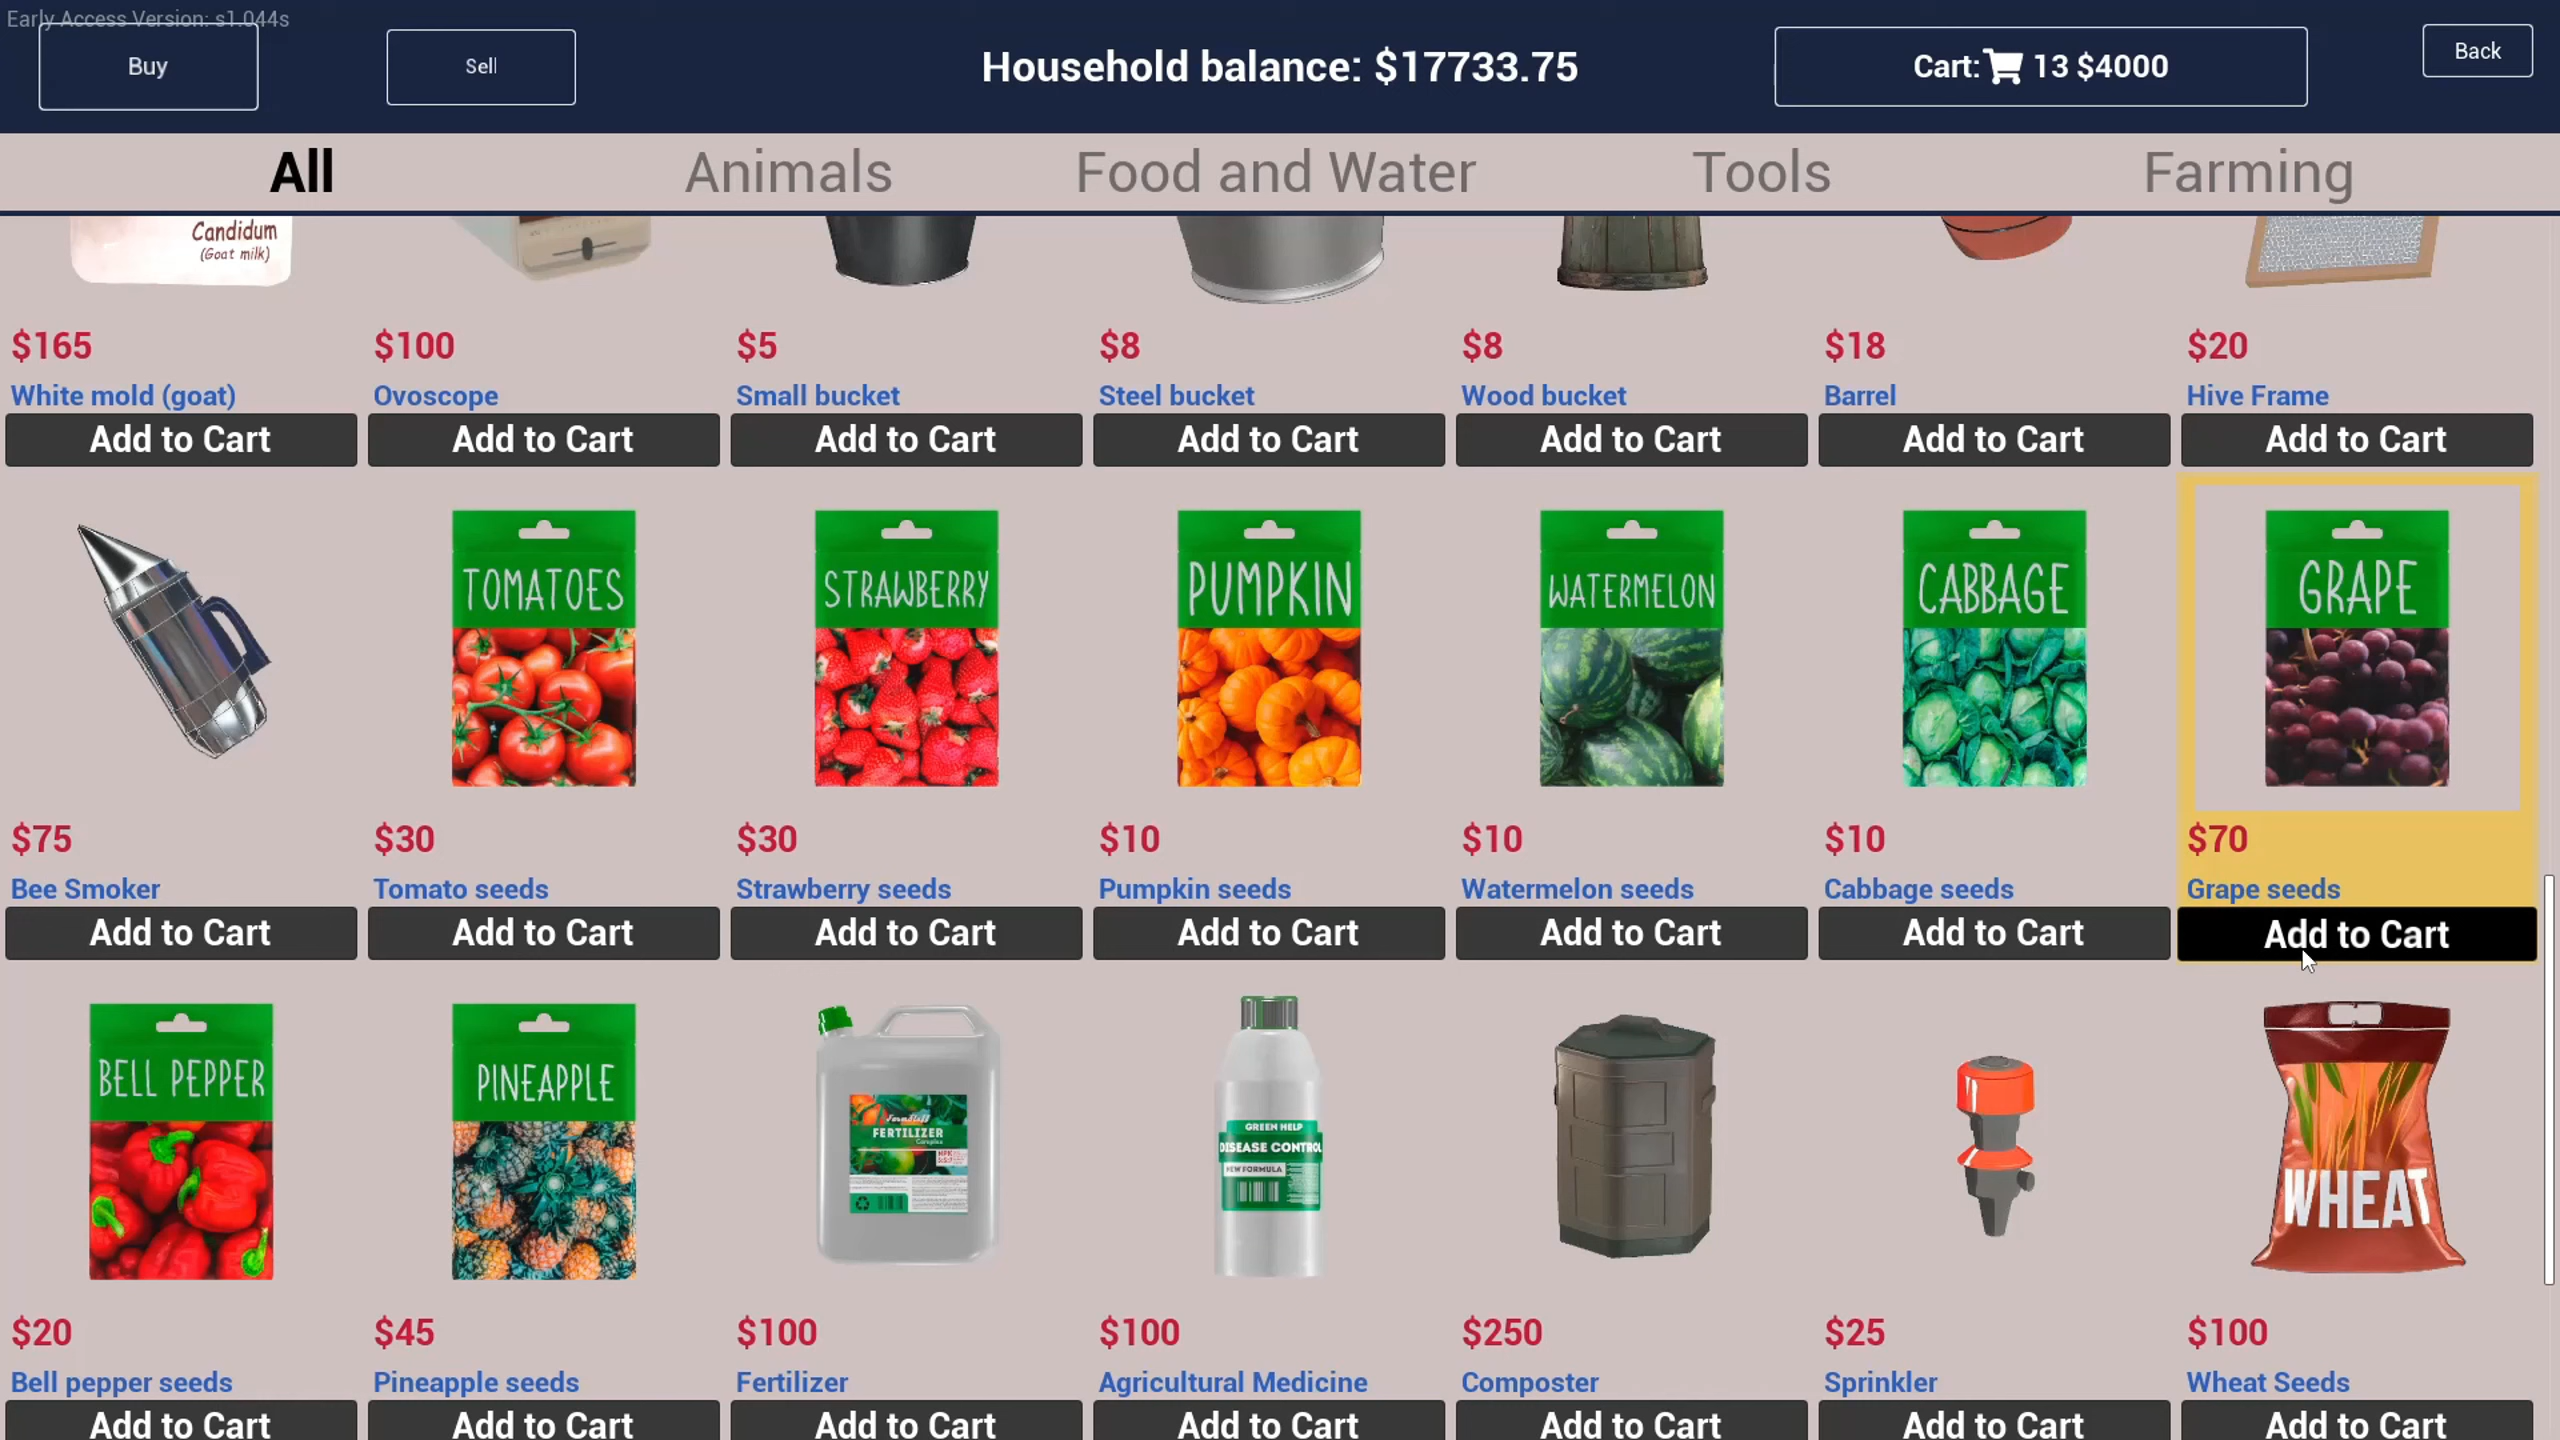 Early Access Version: s1.044s
Buy
Sell
Household balance: $17733.75
Cart: 13 $4000
Back
All
Animals
Food and Water
Tools
Farming
Candidum
(Goat milk)
$165
$100
$5
$8
$8
$18
$20
White mold (goat)
Ovoscope
Small bucket
Steel bucket
Wood bucket
Barrel
Hive Frame
Add to Cart
Add to Cart
Add to Cart
Add to Cart
Add to Cart
Add to Cart
Add to Cart
TOMATOES
STRAWBERRY
PUMPKIN
WATERMELON
CABBAGE
GRAPE
$75
$30
$30
$10
$10
$10
$70
Bee Smoker
Tomato seeds
Strawberry seeds
Pumpkin seeds
Watermelon seeds
Cabbage seeds
Grape seeds
Add to Cart
Add to Cart
Add to Cart
Add to Cart
Add to Cart
Add to Cart
Add to Cart
BELL PEPPER
PINEAPPLE
FERTILIZER
Complex
GREEN HELP
DISEASE CONTROL
NEW FORMULA
WHEAT
$20
$45
$100
$100
$250
$25
$100
Bell pepper seeds
Pineapple seeds
Fertilizer
Agricultural Medicine
Composter
Sprinkler
Wheat Seeds
Add to Cart
Add to Cart
Add to Cart
Add to Cart
Add to Cart
Add to Cart
Add to Cart